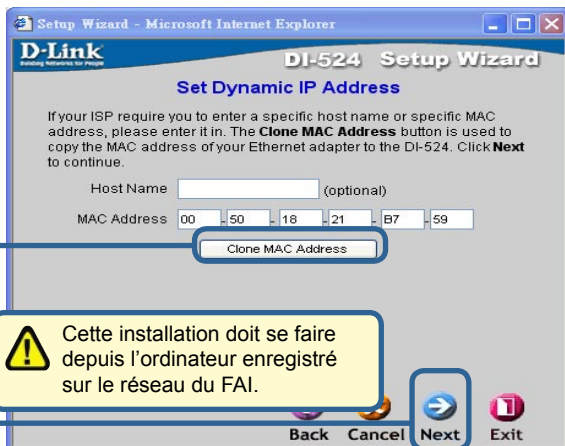 Setup Wizard - Microsoft Internet Explorer
D-Link
Building Networks for People
DI-524 Setup Wizard
Set Dynamic IP Address
If your ISP require you to enter a specific host name or specific MAC
address, please enter it in. The Clone MAC Address button is used to
copy the MAC address of your Ethernet adapter to the DI-524. Click Next
to continue.
Host Name (optional)
MAC Address 00 - 50 - 18 - 21 - B7 - 59
Clone MAC Address
Cette installation doit se faire
depuis l’ordinateur enregistré
sur le réseau du FAI.
Back Cancel Next Exit